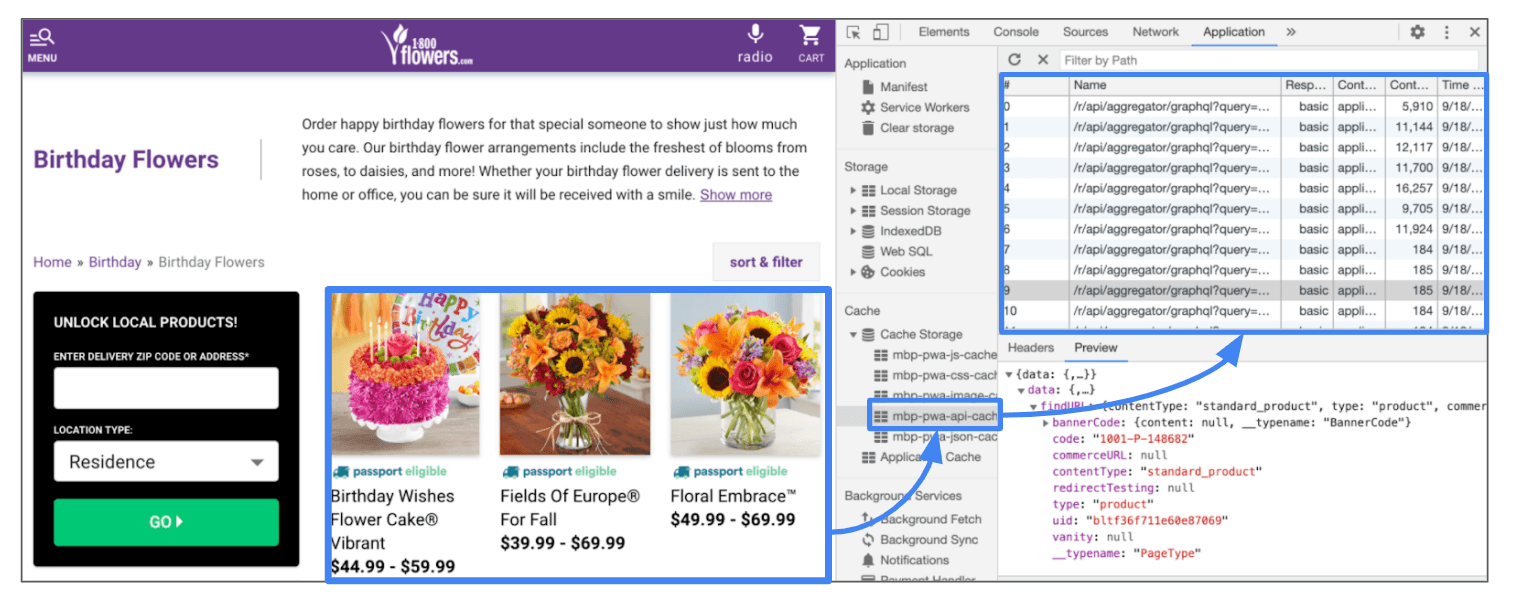 MENU
1·800
flowers.com
radio
CART
Birthday Flowers
Order happy birthday flowers for that special someone to show just how much
you care. Our birthday flower arrangements include the freshest of blooms from
roses, to daisies, and more! Whether your birthday flower delivery is sent to the
home or office, you can be sure it will be received with a smile. Show more
Home » Birthday » Birthday Flowers
sort & filter
UNLOCK LOCAL PRODUCTS!
ENTER DELIVERY ZIP CODE OR ADDRESS*
LOCATION TYPE:
Residence
GO
HAPPY
Birthday
passport eligible
Birthday Wishes
Flower Cake®
Vibrant
$44.99 - $59.99
passport eligible
Fields Of Europe®
For Fall
$39.99 - $69.99
passport eligible
Floral Embrace™
$49.99 - $69.99
Elements Console Sources Network Application »
Application
Manifest
Service Workers
Clear storage
Storage
Local Storage
Session Storage
IndexedDB
Web SQL
Cookies
Cache
Cache Storage
mbp-pwa-js-cache
mbp-pwa-css-cach
mbp-pwa-image-c
mbp-pwa-api-cach
mbp-pwa-json-cac
Application Cache
Background Services
Background Fetch
Background Sync
Notifications
Payment Handler
Filter by Path
# Name Resp... Cont... Cont... Time ...
0 /r/api/aggregator/graphql?query=... basic appli... 5,910 9/18/...
1 /r/api/aggregator/graphql?query=... basic appli... 11,144 9/18/...
2 /r/api/aggregator/graphql?query=... basic appli... 12,117 9/18/...
3 /r/api/aggregator/graphql?query=... basic appli... 11,700 9/18/...
4 /r/api/aggregator/graphql?query=... basic appli... 16,257 9/18/...
5 /r/api/aggregator/graphql?query=... basic appli... 9,705 9/18/...
6 /r/api/aggregator/graphql?query=... basic appli... 11,924 9/18/...
7 /r/api/aggregator/graphql?query=... basic appli... 184 9/18/...
8 /r/api/aggregator/graphql?query=... basic appli... 185 9/18/...
9 /r/api/aggregator/graphql?query=... basic appli... 185 9/18/...
10 /r/api/aggregator/graphql?query=... basic appli... 184 9/18/...
Headers Preview
{data: {,…}}
data: {,…}
findURL: {contentType: "standard_product", type: "product", commer
bannerCode: {content: null, __typename: "BannerCode"}
code: "1001-P-148682"
commerceURL: null
contentType: "standard_product"
redirectTesting: null
type: "product"
uid: "bltf36f711e60e87069"
vanity: null
__typename: "PageType"